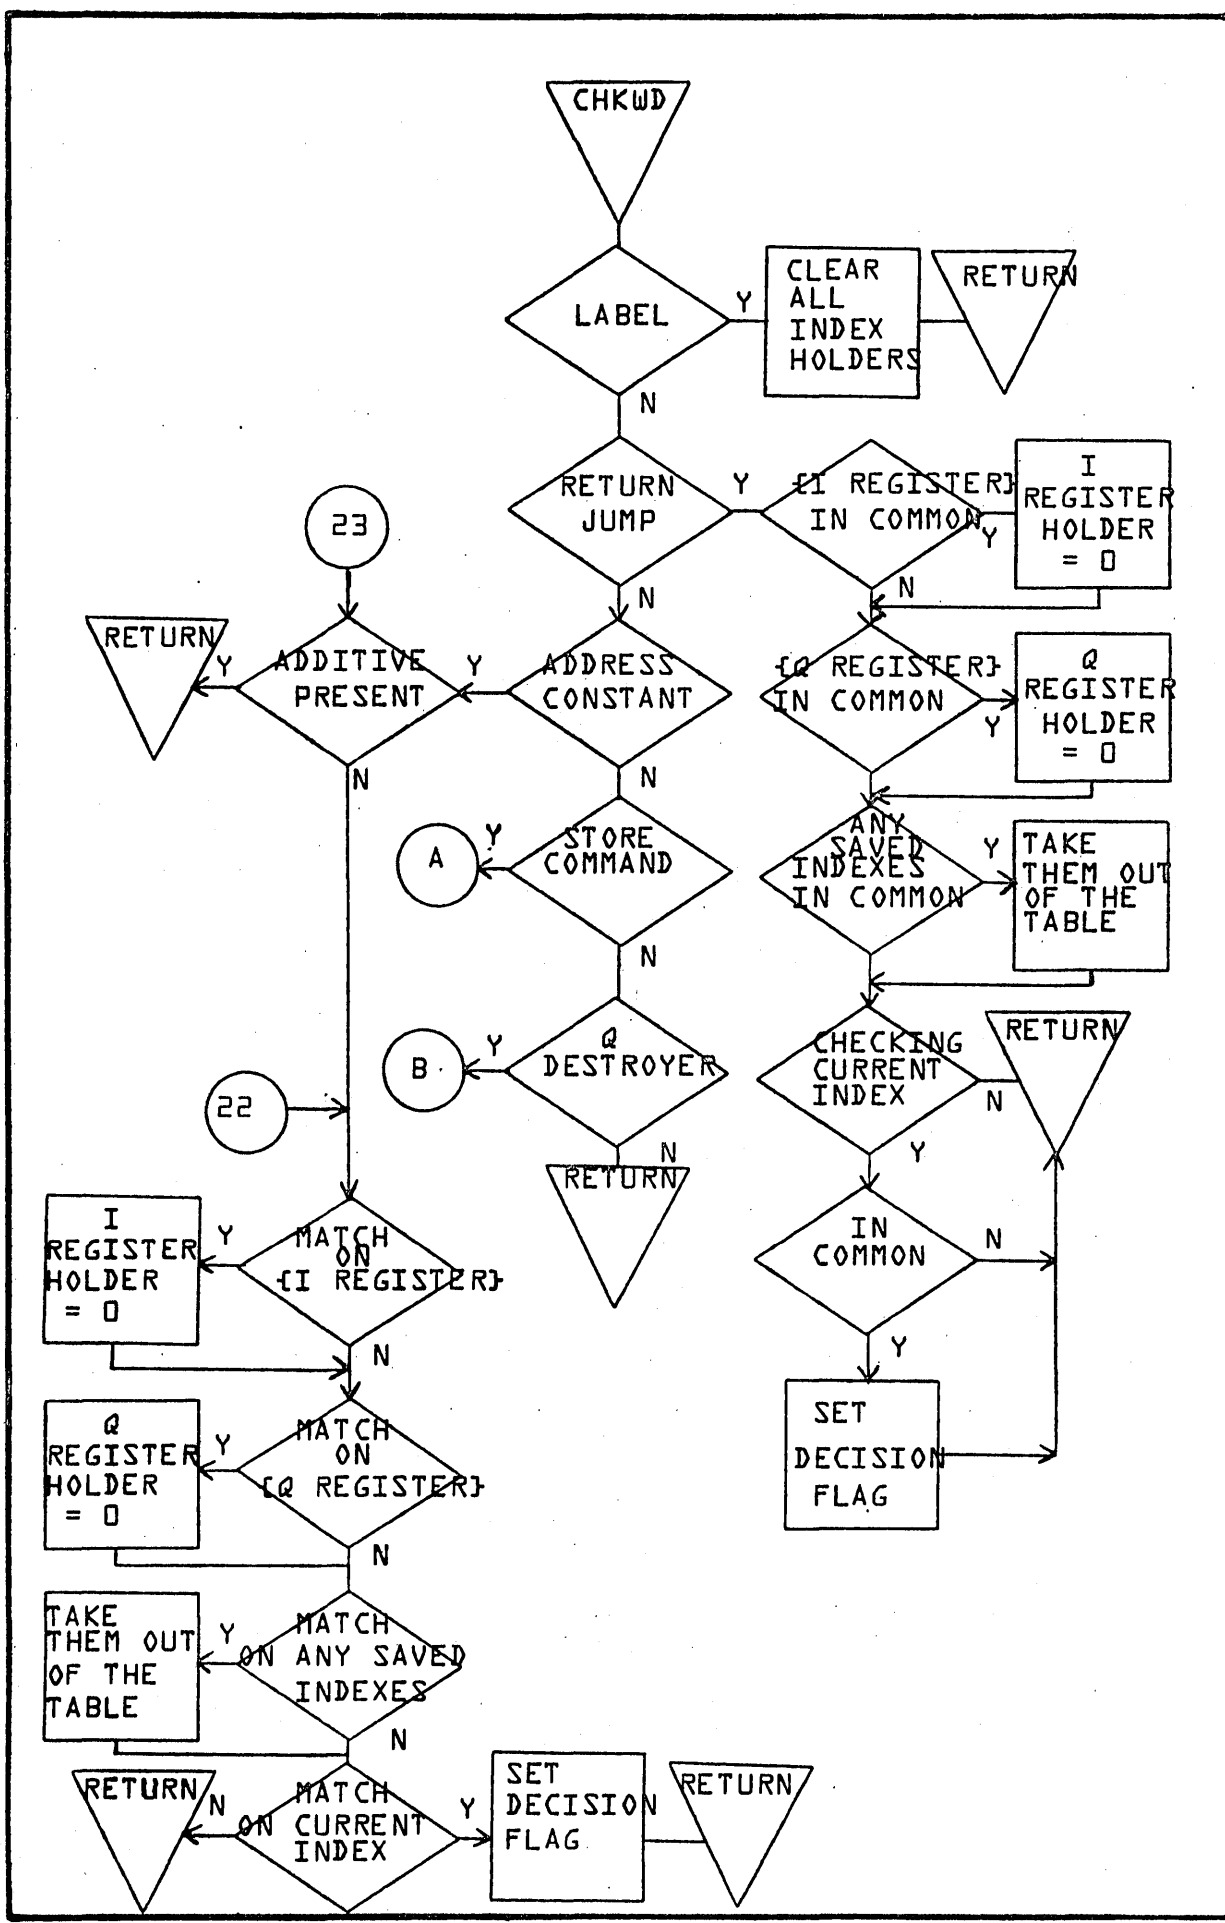 CHKWD
LABEL
Y
CLEAR
ALL
INDEX
HOLDERS
RETURN
N
RETURN
JUMP
Y
{I REGISTER}
IN COMMON
Y
I
REGISTER
HOLDER
= 0
N
N
23
RETURN
Y
ADDITIVE
PRESENT
Y
ADDRESS
CONSTANT
{Q REGISTER}
IN COMMON
Y
Q
REGISTER
HOLDER
= 0
N
N
A
Y
STORE
COMMAND
ANY
SAVED
INDEXES
IN COMMON
Y
TAKE
THEM OUT
OF THE
TABLE
N
B
Y
Q
DESTROYER
CHECKING
CURRENT
INDEX
N
RETURN
22
N
RETURN
Y
I
REGISTER
HOLDER
= 0
Y
MATCH
ON
{I REGISTER}
IN
COMMON
N
N
Y
Q
REGISTER
HOLDER
= 0
Y
MATCH
ON
{Q REGISTER}
SET
DECISION
FLAG
N
TAKE
THEM OUT
OF THE
TABLE
Y
MATCH
ON ANY SAVED
INDEXES
N
RETURN
N
MATCH
ON CURRENT
INDEX
Y
SET
DECISION
FLAG
RETURN